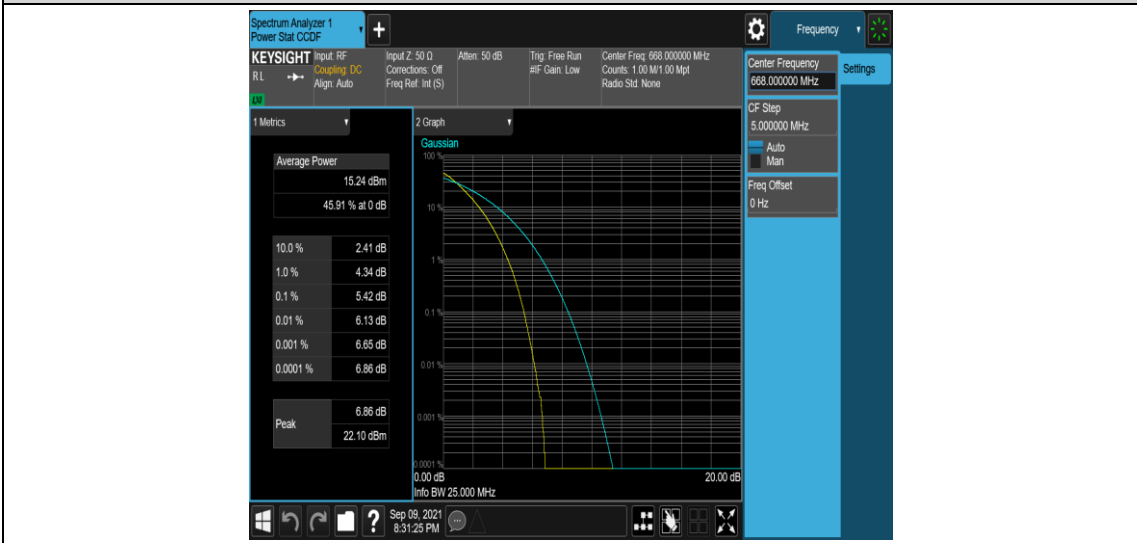 Spectrum Analyzer 1
Power Stat CCDF
+
Frequency
KEYSIGHT
RL
LXI
Input: RF
Coupling: DC
Align: Auto
Input Z: 50 Ω
Corrections: Off
Freq Ref: Int (S)
Atten: 50 dB
Trig: Free Run
#IF Gain: Low
Center Freq: 668.000000 MHz
Counts: 1.00 M/1.00 Mpt
Radio Std: None
Center Frequency
668.000000 MHz
Settings
CF Step
5.000000 MHz
Auto
Man
Freq Offset
0 Hz
1 Metrics
Average Power
15.24 dBm
45.91 % at 0 dB
10.0 % 2.41 dB
1.0 % 4.34 dB
0.1 % 5.42 dB
0.01 % 6.13 dB
0.001 % 6.65 dB
0.0001 % 6.86 dB
Peak
6.86 dB
22.10 dBm
2 Graph
Gaussian
100 %
10 %
1 %
0.1 %
0.01 %
0.001 %
0.0001 %
0.00 dB 20.00 dB
Info BW 25.000 MHz
?
Sep 09, 2021
8:31:25 PM